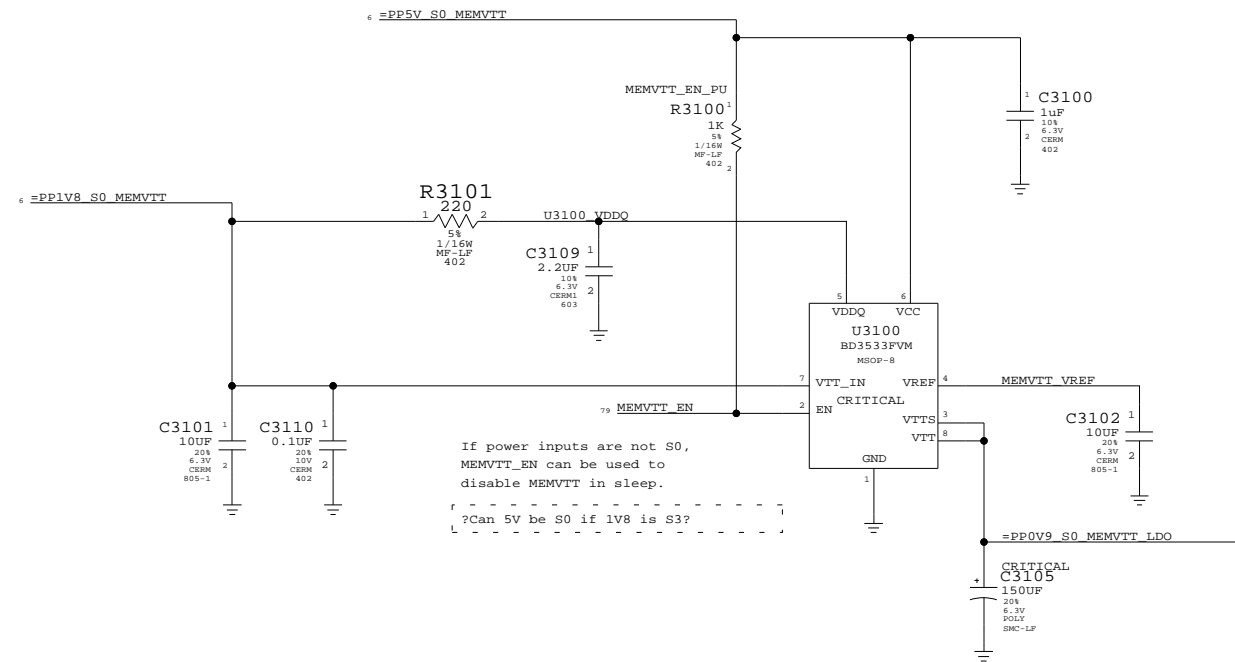 6 =PP5V_S0_MEMVTT
MEMVTT_EN_PU
R3100 1
1K
5%
1/16W
MF-LF
402
2
1 C3100
1uF
10%
6.3V
CERM
402
2
6 =PP1V8_S0_MEMVTT
R3101
220
1 2
5%
1/16W
MF-LF
402
U3100_VDDQ
C3109 1
2.2UF
10%
6.3V
CERM1
603
2
5 6
VDDQ VCC
U3100
BD3533FVM
MSOP-8
7 VTT_IN VREF 4
MEMVTT_VREF
CRITICAL
79 MEMVTT_EN
2 EN
VTTS 3
VTT 8
GND
1
C3101 1
10UF
20%
6.3V
CERM
805-1
2
C3110 1
0.1UF
20%
10V
CERM
402
2
C3102 1
10UF
20%
6.3V
CERM
805-1
2
If power inputs are not S0,
MEMVTT_EN can be used to
disable MEMVTT in sleep.
?Can 5V be S0 if 1V8 is S3?
=PP0V9_S0_MEMVTT_LDO
CRITICAL
+ C3105
150UF
20%
6.3V
POLY
SMC-LF